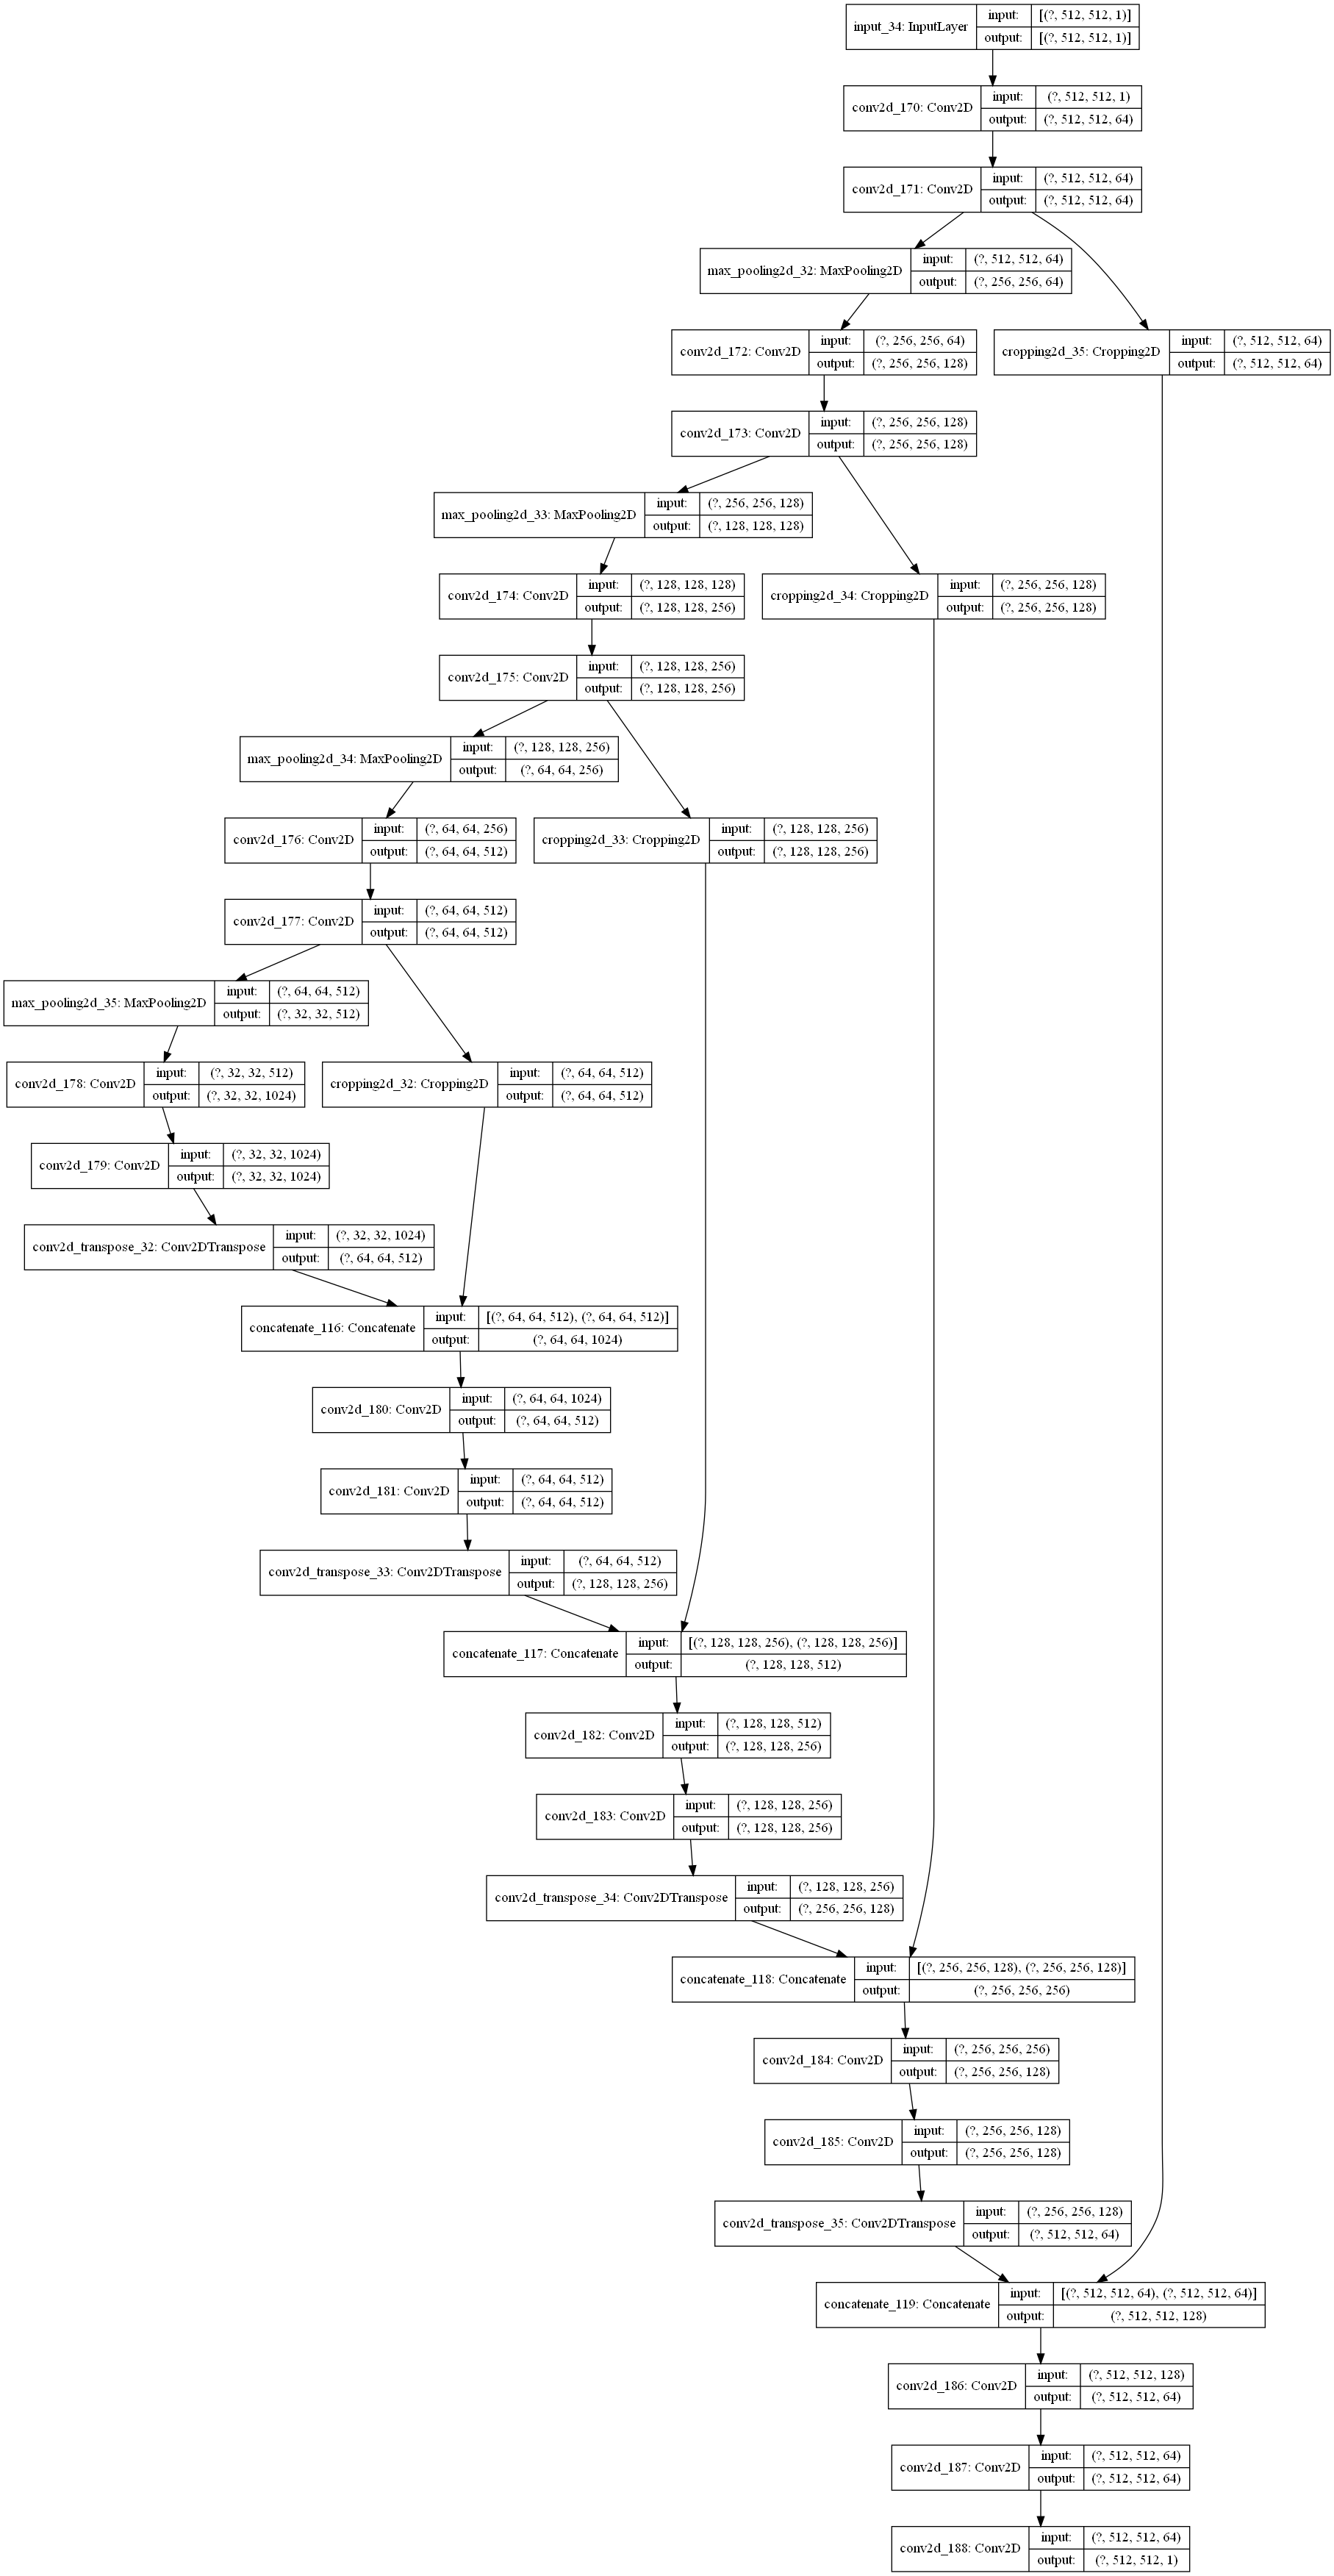 input_34: InputLayer
input: [(?, 512, 512, 1)]
output: [(?, 512, 512, 1)]
conv2d_170: Conv2D
input: (?, 512, 512, 1)
output: (?, 512, 512, 64)
conv2d_171: Conv2D
input: (?, 512, 512, 64)
output: (?, 512, 512, 64)
max_pooling2d_32: MaxPooling2D
input: (?, 512, 512, 64)
output: (?, 256, 256, 64)
conv2d_172: Conv2D
input: (?, 256, 256, 64)
output: (?, 256, 256, 128)
cropping2d_35: Cropping2D
input: (?, 512, 512, 64)
output: (?, 512, 512, 64)
conv2d_173: Conv2D
input: (?, 256, 256, 128)
output: (?, 256, 256, 128)
max_pooling2d_33: MaxPooling2D
input: (?, 256, 256, 128)
output: (?, 128, 128, 128)
conv2d_174: Conv2D
input: (?, 128, 128, 128)
output: (?, 128, 128, 256)
cropping2d_34: Cropping2D
input: (?, 256, 256, 128)
output: (?, 256, 256, 128)
conv2d_175: Conv2D
input: (?, 128, 128, 256)
output: (?, 128, 128, 256)
max_pooling2d_34: MaxPooling2D
input: (?, 128, 128, 256)
output: (?, 64, 64, 256)
conv2d_176: Conv2D
input: (?, 64, 64, 256)
output: (?, 64, 64, 512)
cropping2d_33: Cropping2D
input: (?, 128, 128, 256)
output: (?, 128, 128, 256)
conv2d_177: Conv2D
input: (?, 64, 64, 512)
output: (?, 64, 64, 512)
max_pooling2d_35: MaxPooling2D
input: (?, 64, 64, 512)
output: (?, 32, 32, 512)
conv2d_178: Conv2D
input: (?, 32, 32, 512)
output: (?, 32, 32, 1024)
cropping2d_32: Cropping2D
input: (?, 64, 64, 512)
output: (?, 64, 64, 512)
conv2d_179: Conv2D
input: (?, 32, 32, 1024)
output: (?, 32, 32, 1024)
conv2d_transpose_32: Conv2DTranspose
input: (?, 32, 32, 1024)
output: (?, 64, 64, 512)
concatenate_116: Concatenate
input: [(?, 64, 64, 512), (?, 64, 64, 512)]
output: (?, 64, 64, 1024)
conv2d_180: Conv2D
input: (?, 64, 64, 1024)
output: (?, 64, 64, 512)
conv2d_181: Conv2D
input: (?, 64, 64, 512)
output: (?, 64, 64, 512)
conv2d_transpose_33: Conv2DTranspose
input: (?, 64, 64, 512)
output: (?, 128, 128, 256)
concatenate_117: Concatenate
input: [(?, 128, 128, 256), (?, 128, 128, 256)]
output: (?, 128, 128, 512)
conv2d_182: Conv2D
input: (?, 128, 128, 512)
output: (?, 128, 128, 256)
conv2d_183: Conv2D
input: (?, 128, 128, 256)
output: (?, 128, 128, 256)
conv2d_transpose_34: Conv2DTranspose
input: (?, 128, 128, 256)
output: (?, 256, 256, 128)
concatenate_118: Concatenate
input: [(?, 256, 256, 128), (?, 256, 256, 128)]
output: (?, 256, 256, 256)
conv2d_184: Conv2D
input: (?, 256, 256, 256)
output: (?, 256, 256, 128)
conv2d_185: Conv2D
input: (?, 256, 256, 128)
output: (?, 256, 256, 128)
conv2d_transpose_35: Conv2DTranspose
input: (?, 256, 256, 128)
output: (?, 512, 512, 64)
concatenate_119: Concatenate
input: [(?, 512, 512, 64), (?, 512, 512, 64)]
output: (?, 512, 512, 128)
conv2d_186: Conv2D
input: (?, 512, 512, 128)
output: (?, 512, 512, 64)
conv2d_187: Conv2D
input: (?, 512, 512, 64)
output: (?, 512, 512, 64)
conv2d_188: Conv2D
input: (?, 512, 512, 64)
output: (?, 512, 512, 1)